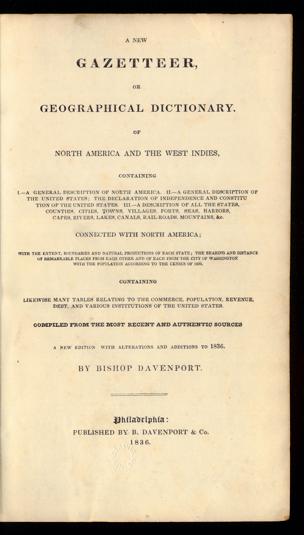 A NEW
GAZETTEER,
OR
GEOGRAPHICAL DICTIONARY.
OF
NORTH AMERICA AND THE WEST INDIES,
CONTAINING
I.—A GENERAL DESCRIPTION OF NORTH AMERICA. II.—A GENERAL DESCRIPTION OF
THE UNITED STATES; THE DECLARATION OF INDEPENDENCE AND CONSTITU
TION OF THE UNITED STATES. III.—A DESCRIPTION OF ALL THE STATES,
COUNTIES, CITIES, TOWNS, VILLAGES, FORTS, SEAS, HARBORS,
CAPES, RIVERS, LAKES, CANALS, RAIL-ROADS, MOUNTAINS, &c.
CONNECTED WITH NORTH AMERICA;
WITH THE EXTENT, BOUNDARIES AND NATURAL PRODUCTIONS OF EACH STATE; THE BEARING AND DISTANCE
OF REMARKABLE PLACES FROM EACH OTHER AND OF EACH FROM THE CITY OF WASHINGTON
WITH THE POPULATION ACCORDING TO THE CENSUS OF 1830.
CONTAINING
LIKEWISE MANY TABLES RELATING TO THE COMMERCE, POPULATION, REVENUE,
DEBT, AND VARIOUS INSTITUTIONS OF THE UNITED STATES.
COMPILED FROM THE MOST RECENT AND AUTHENTIC SOURCES
A NEW EDITION WITH ALTERATIONS AND ADDITIONS TO 1836.
BY BISHOP DAVENPORT.
Philadelphia:
PUBLISHED BY B. DAVENPORT & Co.
1836.